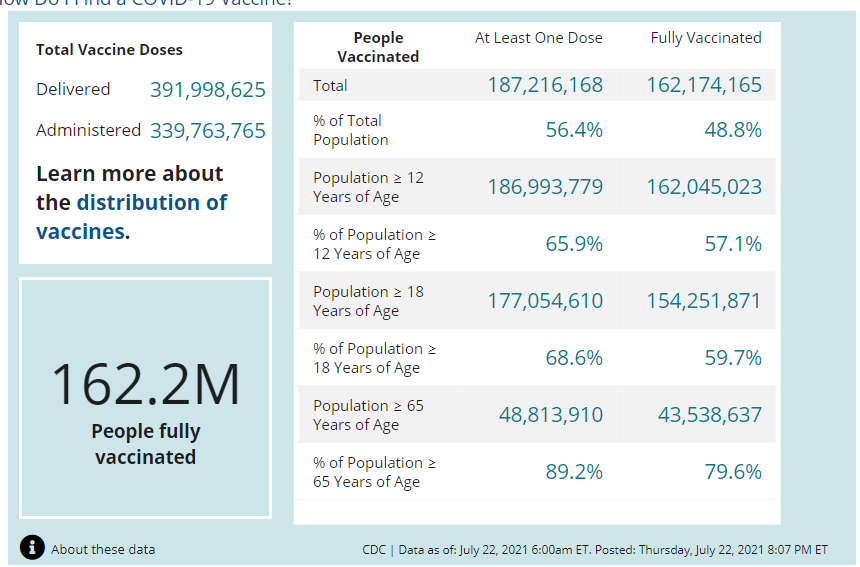 How Do I Find a COVID-19 Vaccine?
Total Vaccine Doses
Delivered 391,998,625
Administered 339,763,765
Learn more about
the distribution of
vaccines.
162.2M
People fully
vaccinated
People
Vaccinated
At Least One Dose
Fully Vaccinated
Total 187,216,168 162,174,165
% of Total
Population
56.4% 48.8%
Population ≥ 12
Years of Age
186,993,779 162,045,023
% of Population ≥
12 Years of Age
65.9% 57.1%
Population ≥ 18
Years of Age
177,054,610 154,251,871
% of Population ≥
18 Years of Age
68.6% 59.7%
Population ≥ 65
Years of Age
48,813,910 43,538,637
% of Population ≥
65 Years of Age
89.2% 79.6%
i About these data
CDC | Data as of: July 22, 2021 6:00am ET. Posted: Thursday, July 22, 2021 8:07 PM ET